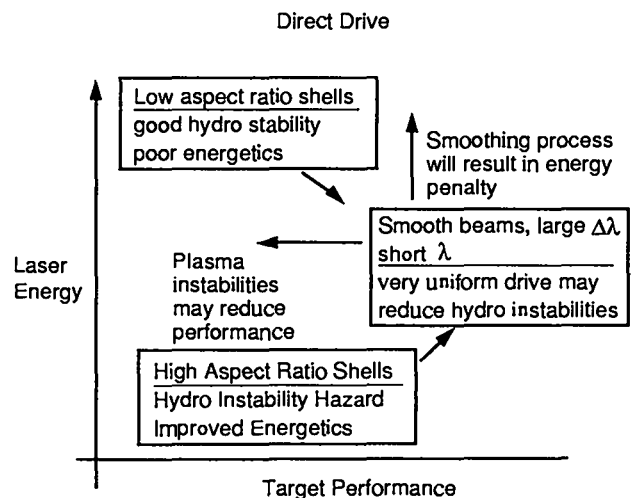 Direct Drive
Low aspect ratio shells
good hydro stability
poor energetics
Smoothing process
will result in energy
penalty
Smooth beams, large Δλ
short λ
very uniform drive may
reduce hydro instabilities
Laser
Energy
Plasma
instabilities
may reduce
performance
High Aspect Ratio Shells
Hydro Instability Hazard
Improved Energetics
Target Performance